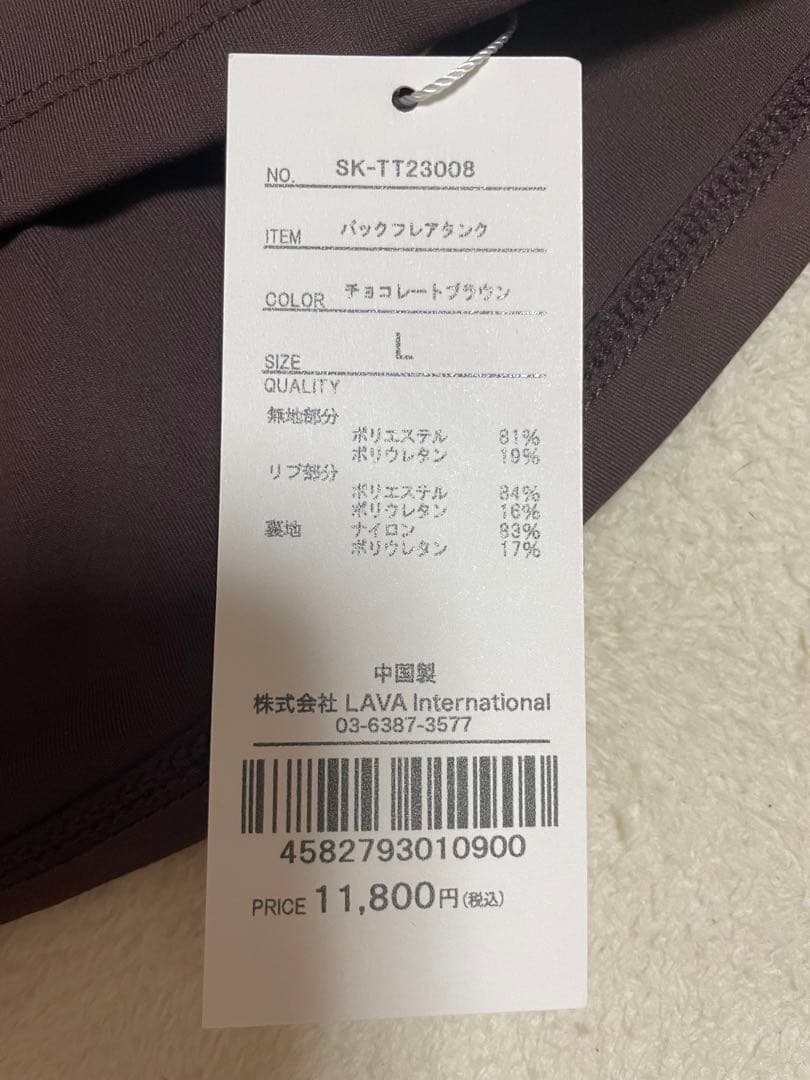 NO. SK-TT23008
ITEM バックフレアタンク
COLOR チョコレートブラウン
SIZE L
QUALITY
無地部分
ポリエステル 81%
ポリウレタン 19%
リブ部分
ポリエステル 84%
ポリウレタン 16%
裏地 ナイロン 83%
ポリウレタン 17%
中国製
株式会社 LAVA International
03-6387-3577
4582793010900
PRICE 11,800円(税込)